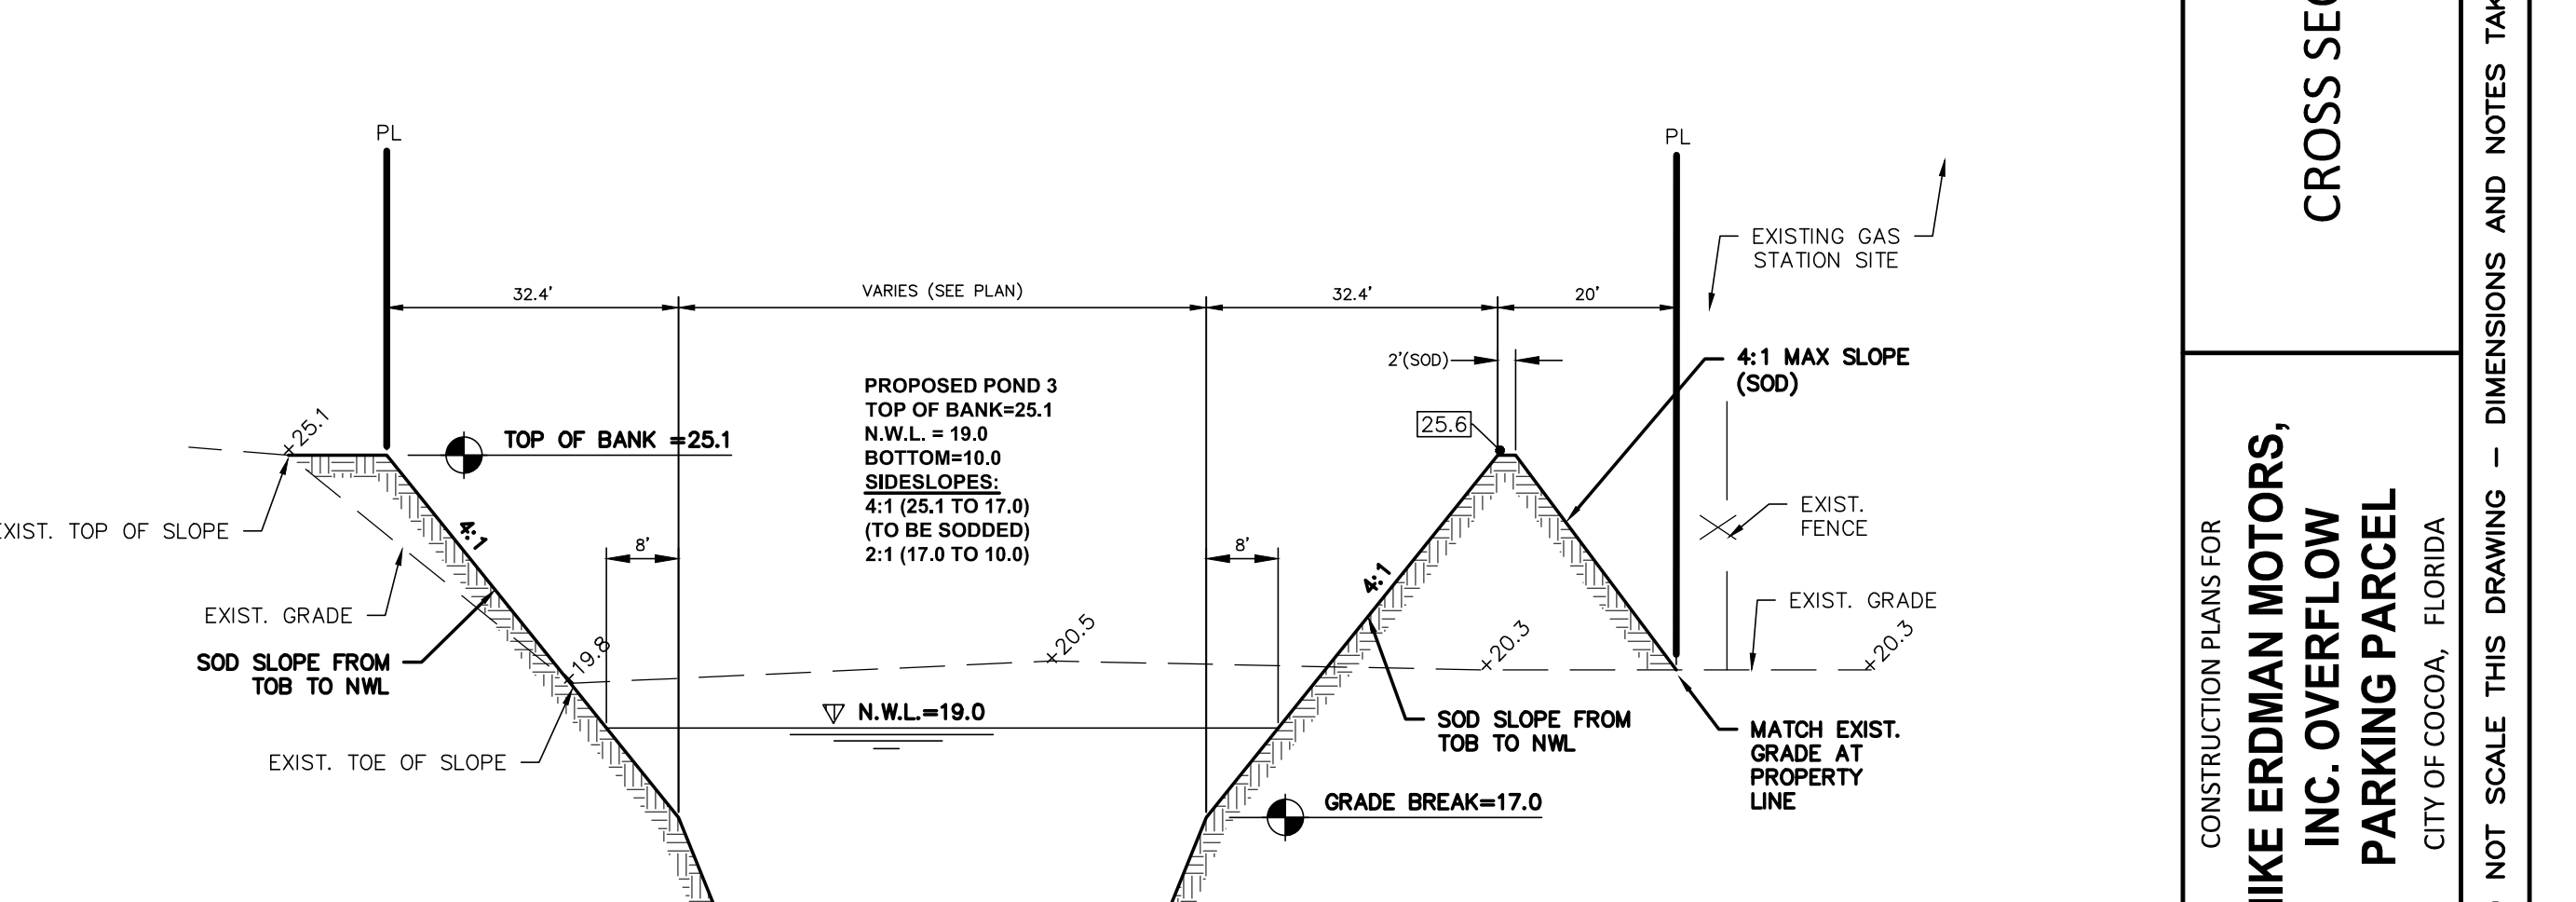 PL
PL
32.4'
VARIES (SEE PLAN)
32.4'
20'
EXISTING GAS
STATION SITE
2'(SOD)
4:1 MAX SLOPE
(SOD)
PROPOSED POND 3
TOP OF BANK=25.1
N.W.L. = 19.0
BOTTOM=10.0
SIDESLOPES:
4:1 (25.1 TO 17.0)
(TO BE SODDED)
2:1 (17.0 TO 10.0)
+25.1
TOP OF BANK =25.1
25.6
EXIST. TOP OF SLOPE
4:1
8'
8'
4:1
EXIST.
FENCE
EXIST. GRADE
EXIST. GRADE
SOD SLOPE FROM
TOB TO NWL
+19.8
+20.5
+20.3
+20.3
N.W.L.=19.0
SOD SLOPE FROM
TOB TO NWL
MATCH EXIST.
GRADE AT
PROPERTY
LINE
EXIST. TOE OF SLOPE
GRADE BREAK=17.0
CROSS SEC
CONSTRUCTION PLANS FOR
MIKE ERDMAN MOTORS,
INC. OVERFLOW
PARKING PARCEL
CITY OF COCOA, FLORIDA
NOT SCALE THIS DRAWING - DIMENSIONS AND NOTES TAK